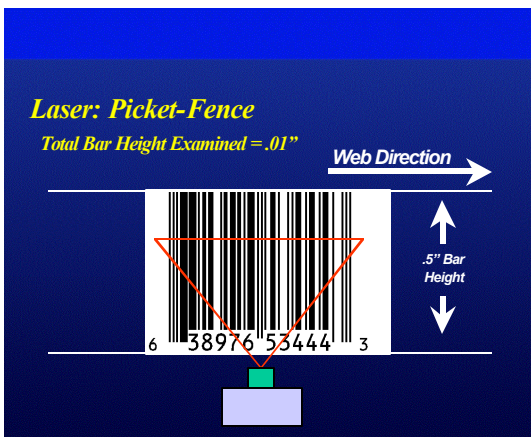 Laser: Picket-Fence
Total Bar Height Examined = .01”
Web Direction
.5” Bar
Height
6 38976 53444 3